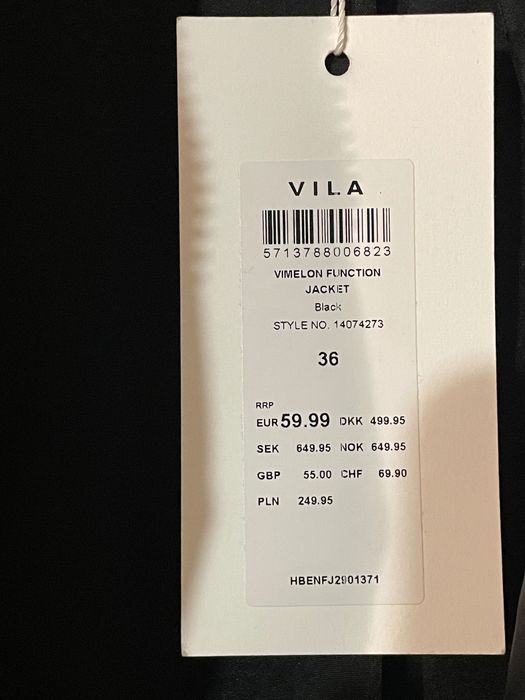 VILA
5713788006823
VIMELON FUNCTION
JACKET
Black
STYLE NO. 14074273
36
RRP
EUR 59.99 DKK 499.95
SEK 649.95 NOK 649.95
GBP 55.00 CHF 69.90
PLN 249.95
HBENFJ2901371